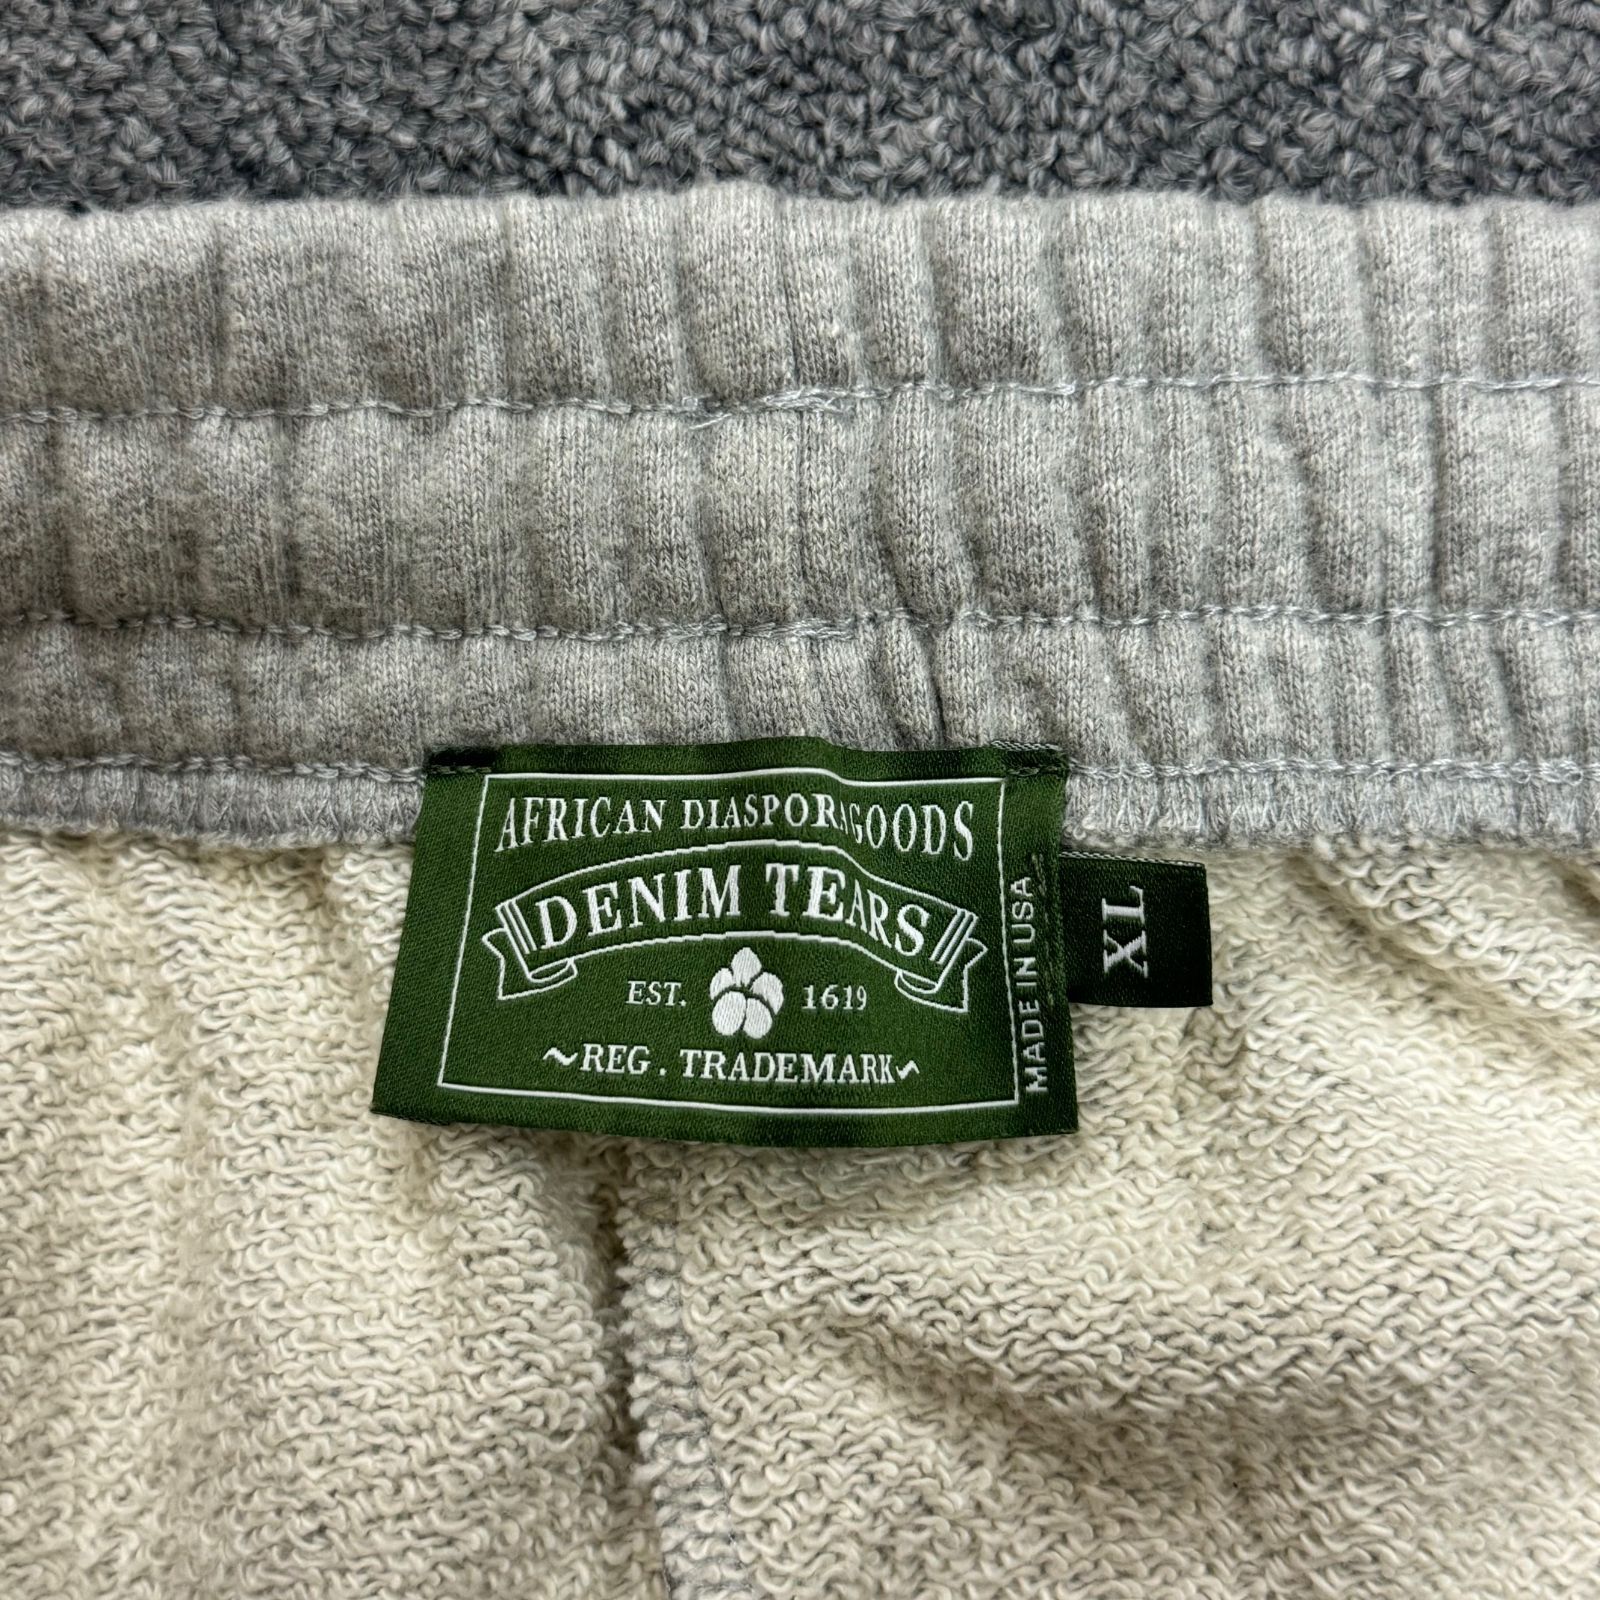 AFRICAN DIASPORA GOODS
DENIM TEARS
EST. 1619
~REG. TRADEMARK~
MADE IN USA
XL